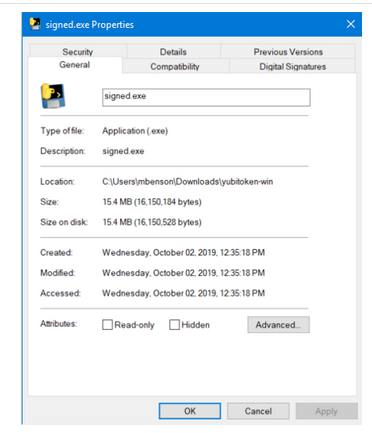 signed.exe Properties
Security Details Previous Versions
General Compatibility Digital Signatures
signed.exe
Type of file: Application (.exe)
Description: signed.exe
Location: C:\Users\mbenson\Downloads\yubitoken-win
Size: 15.4 MB (16,150,184 bytes)
Size on disk: 15.4 MB (16,150,528 bytes)
Created: Wednesday, October 02, 2019, 12:35:18 PM
Modified: Wednesday, October 02, 2019, 12:35:18 PM
Accessed: Wednesday, October 02, 2019, 12:35:18 PM
Attributes: Read-only Hidden Advanced...
OK Cancel Apply